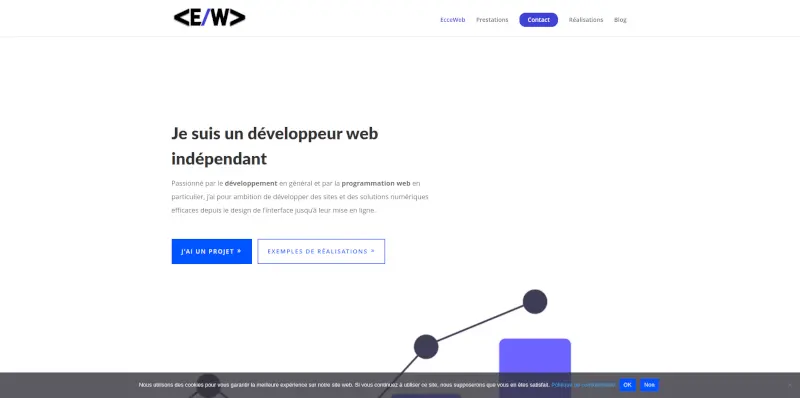 <E/W>
EcceWeb Prestations Contact Réalisations Blog
Je suis un développeur web
indépendant
Passionné par le développement en général et par la programmation web en
particulier, j'ai pour ambition de développer des sites et des solutions numériques
efficaces depuis le design de l'interface jusqu'à leur mise en ligne.
J'AI UN PROJET EXEMPLES DE RÉALISATIONS
Nous utilisons des cookies pour vous garantir la meilleure expérience sur notre site web. Si vous continuez à utiliser ce site, nous supposerons que vous en êtes satisfait. Politique de confidentialité OK Non